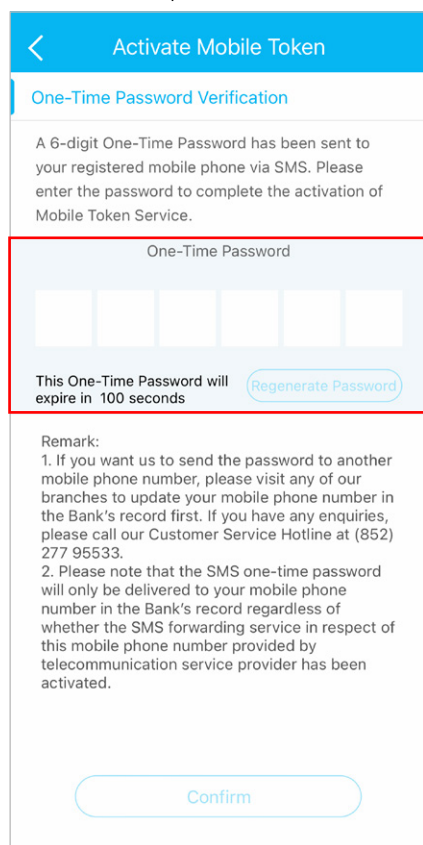 Activate Mobile Token
One-Time Password Verification
A 6-digit One-Time Password has been sent to
your registered mobile phone via SMS. Please
enter the password to complete the activation of
Mobile Token Service.
One-Time Password
This One-Time Password will
expire in 100 seconds
Regenerate Password
Remark:
1. If you want us to send the password to another
mobile phone number, please visit any of our
branches to update your mobile phone number in
the Bank's record first. If you have any enquiries,
please call our Customer Service Hotline at (852)
277 95533.
2. Please note that the SMS one-time password
will only be delivered to your mobile phone
number in the Bank's record regardless of
whether the SMS forwarding service in respect of
this mobile phone number provided by
telecommunication service provider has been
activated.
Confirm